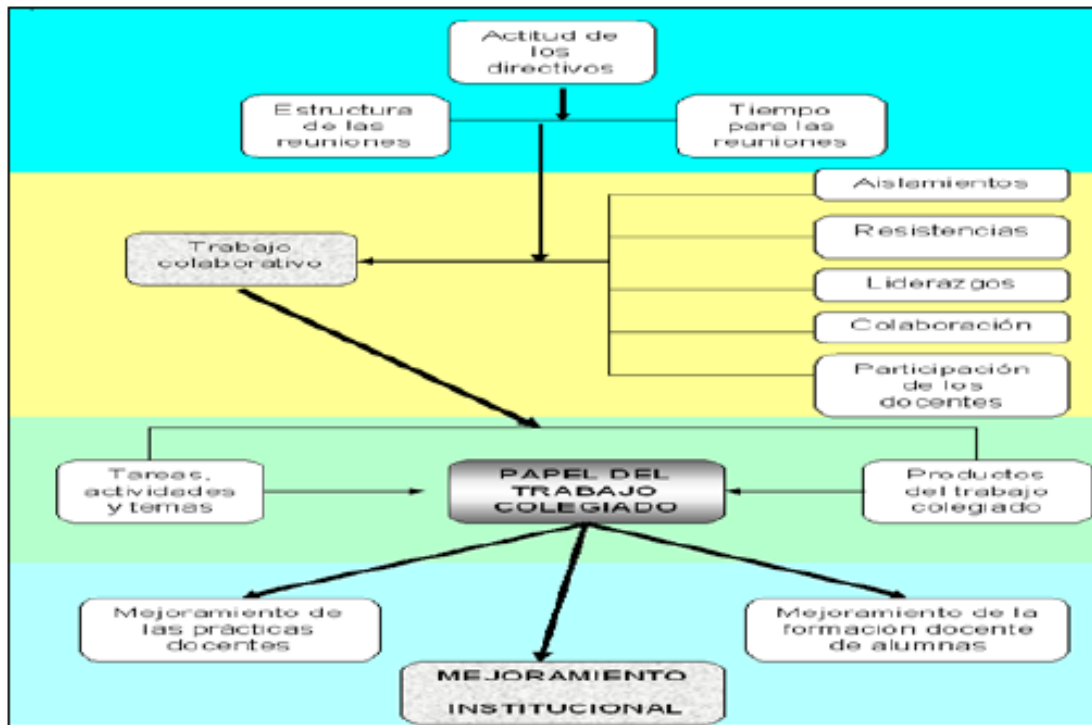 Actitud de
los
directivos
Estructura
de las
reuniones
Tiempo
para las
reuniones
Aislamientos
Resistencias
Trabajo
colaborativo
Liderazgos
Colaboración
Participación
de los
docentes
Tareas,
actividades
y temas
PAPEL DEL
TRABAJO
COLEGIADO
Productos
del trabajo
colegiado
Mejoramiento de
las prácticas
docentes
Mejoramiento de la
formación docente
de alumnas
MEJORAMIENTO
INSTITUCIONAL